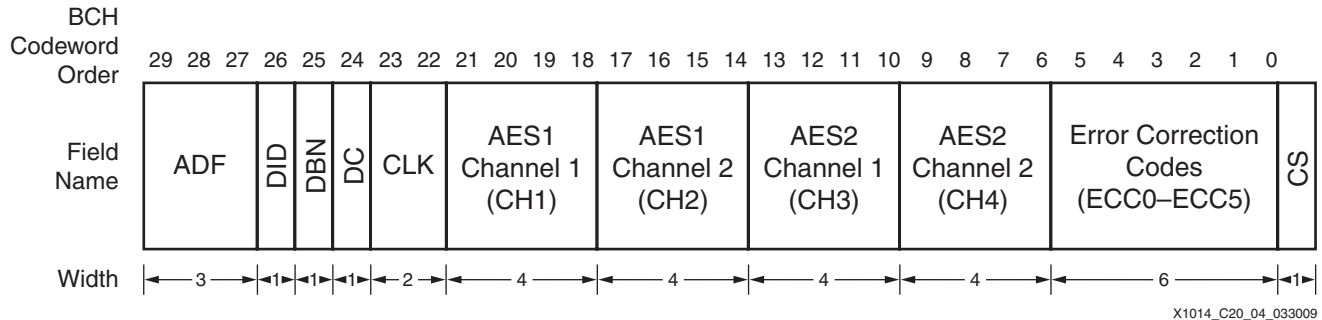 BCH
Codeword
Order
29 28 27 26 25 24 23 22 21 20 19 18 17 16 15 14 13 12 11 10 9 8 7 6 5 4 3 2 1 0
Field
Name
ADF
DID
DBN
DC
CLK
AES1
Channel 1
(CH1)
AES1
Channel 2
(CH2)
AES2
Channel 1
(CH3)
AES2
Channel 2
(CH4)
Error Correction
Codes
(ECC0–ECC5)
CS
Width
3 1 1 1 2 4 4 4 4 6 1
X1014_C20_04_033009